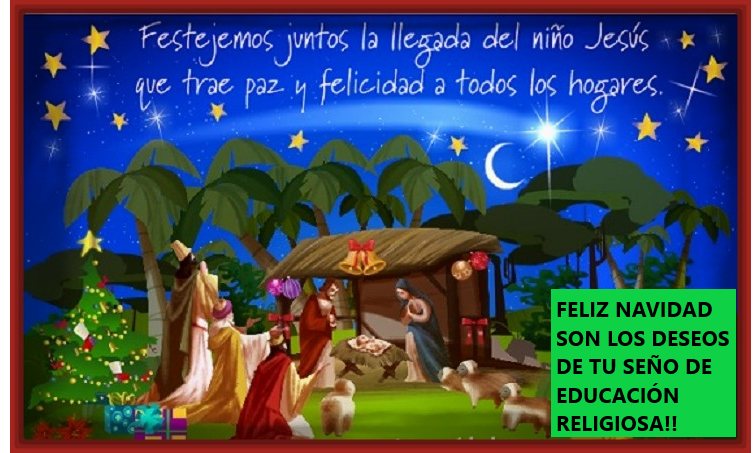 Festejemos juntos la llegada del niño Jesús
que trae paz y felicidad a todos los hogares.
FELIZ NAVIDAD
SON LOS DESEOS
DE TU SEÑO DE
EDUCACIÓN
RELIGIOSA!!